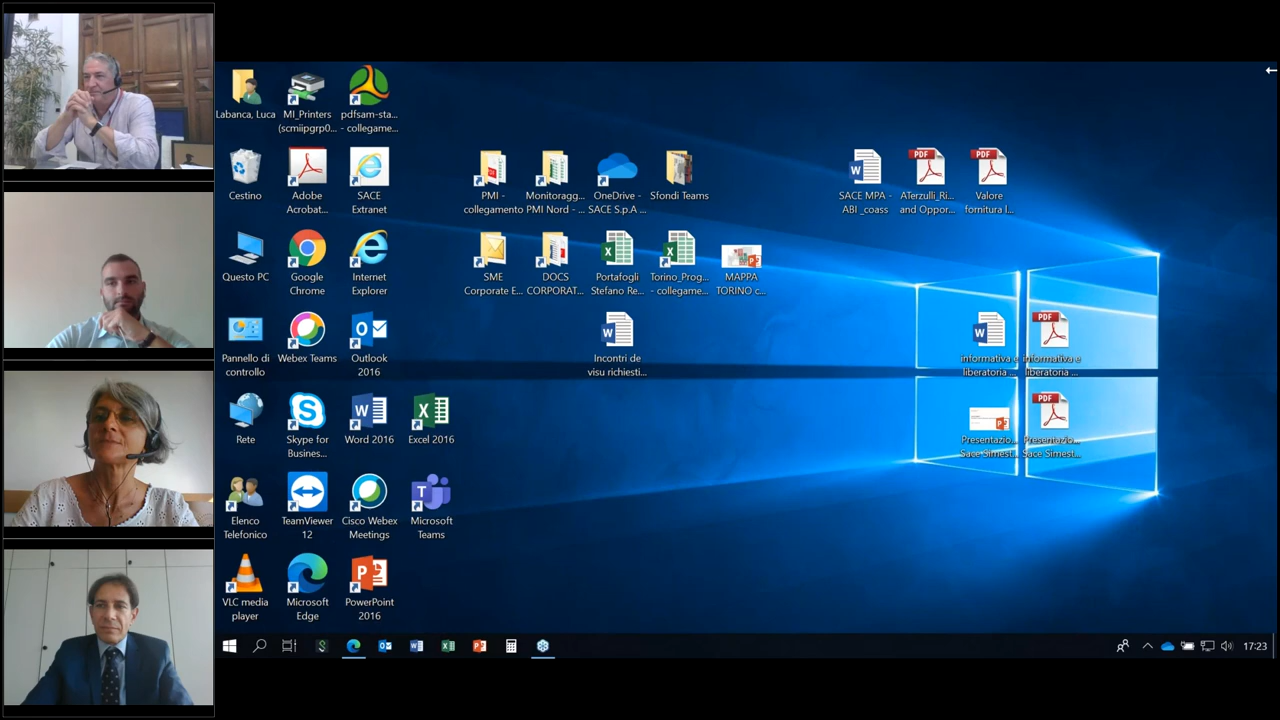 Labanca, Luca
MI_Printers
(scmiipgrp0...
pdfsam-sta...
- collegame...
Cestino
Adobe
Acrobat...
SACE
Extranet
PMI -
collegamento
Monitoragg...
PMI Nord - ...
OneDrive -
SACE S.p.A ...
Sfondi Teams
SACE MPA -
ABI _coass
PDF
ATerzulli_Ri...
and Oppor...
PDF
Valore
fornitura I...
Questo PC
Google
Chrome
Internet
Explorer
SME
Corporate E...
DOCS
CORPORAT...
Portafogli
Stefano Re...
Torino_Prog...
- collegame...
MAPPA
TORINO c...
Pannello di
controllo
Webex Teams
Outlook
2016
Incontri de
visu richiesti...
informativa e
liberatoria ...
PDF
informativa e
liberatoria ...
Rete
Skype for
Busines...
Word 2016
Excel 2016
Presentazio...
Sace Simest...
PDF
Presentazio...
Sace Simest...
Elenco
Telefonico
TeamViewer
12
Cisco Webex
Meetings
Microsoft
Teams
VLC media
player
Microsoft
Edge
PowerPoint
2016
17:23